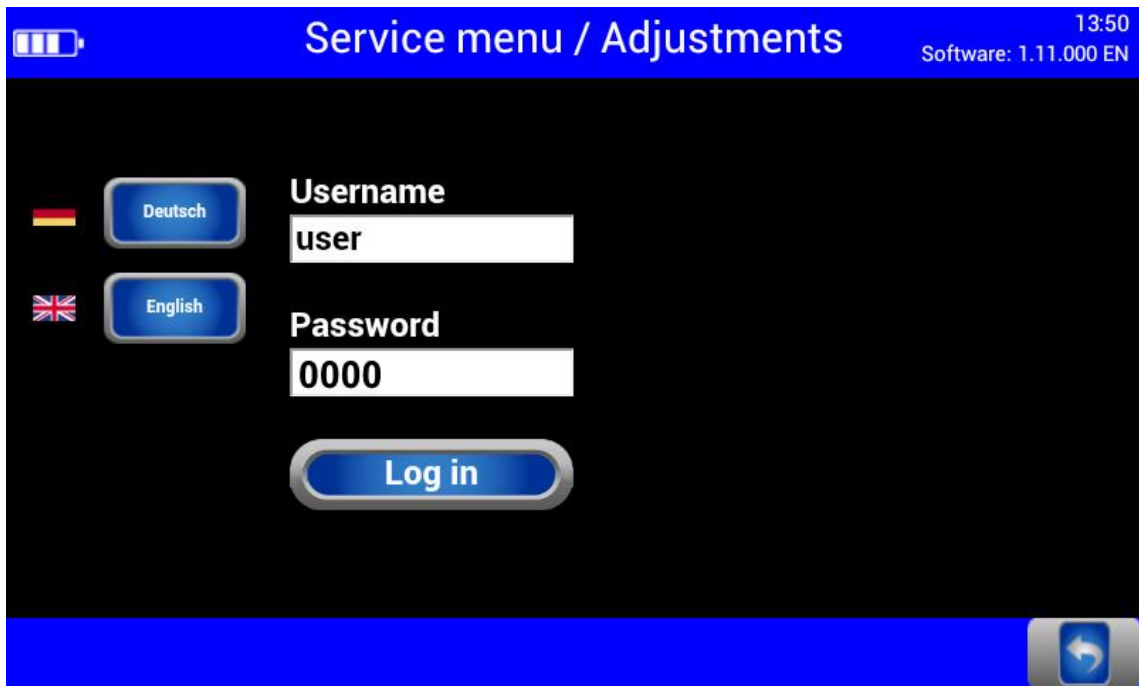 Service menu / Adjustments
13:50
Software: 1.11.000 EN
Deutsch
English
Username
user
Password
0000
Log in